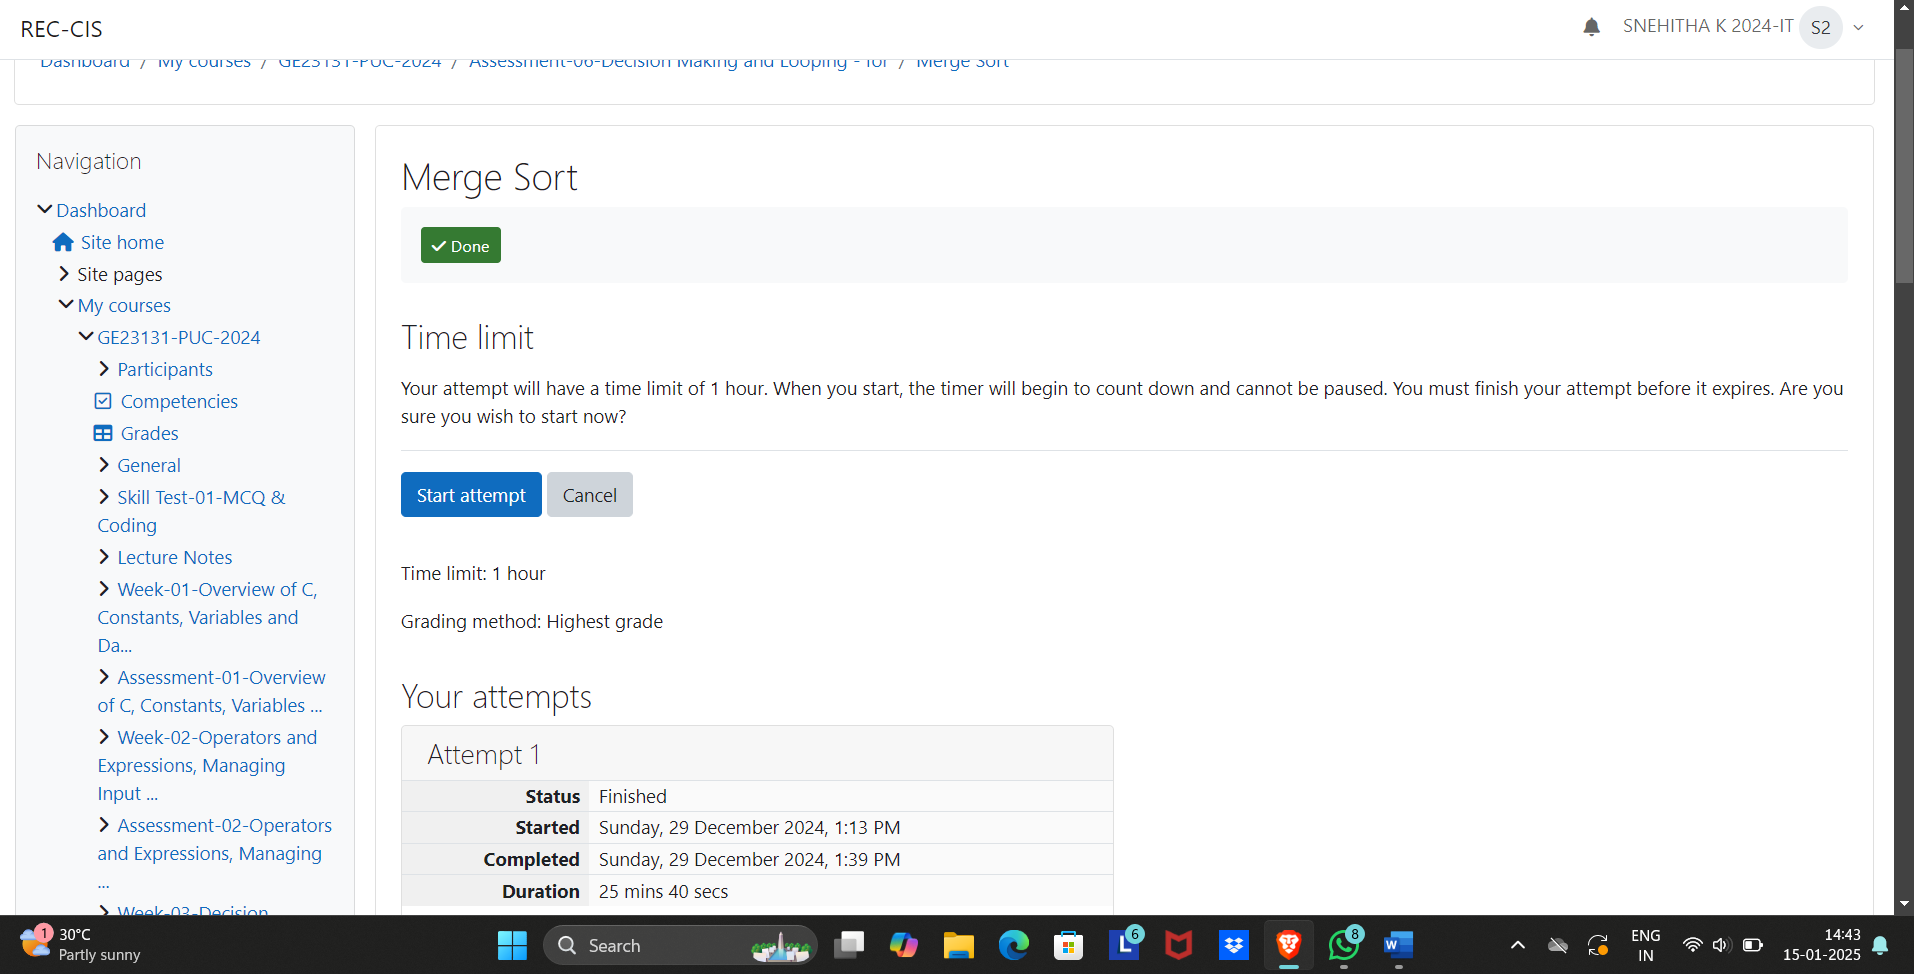 REC-CIS
SNEHITHA K 2024-IT
S2
Dashboard / My courses / GE23131-PUC-2024 / Assessment-06-Decision Making and Looping - for / Merge Sort
Navigation
Dashboard
Site home
Site pages
My courses
GE23131-PUC-2024
Participants
Competencies
Grades
General
Skill Test-01-MCQ &
Coding
Lecture Notes
Week-01-Overview of C,
Constants, Variables and
Da...
Assessment-01-Overview
of C, Constants, Variables ...
Week-02-Operators and
Expressions, Managing
Input ...
Assessment-02-Operators
and Expressions, Managing
...
Week-03-Decision
Merge Sort
Done
Time limit
Your attempt will have a time limit of 1 hour. When you start, the timer will begin to count down and cannot be paused. You must finish your attempt before it expires. Are you
sure you wish to start now?
Start attempt
Cancel
Time limit: 1 hour
Grading method: Highest grade
Your attempts
Attempt 1
Status Finished
Started Sunday, 29 December 2024, 1:13 PM
Completed Sunday, 29 December 2024, 1:39 PM
Duration 25 mins 40 secs
1
30°C
Partly sunny
Search
L
6
8
W
ENG
IN
14:43
15-01-2025